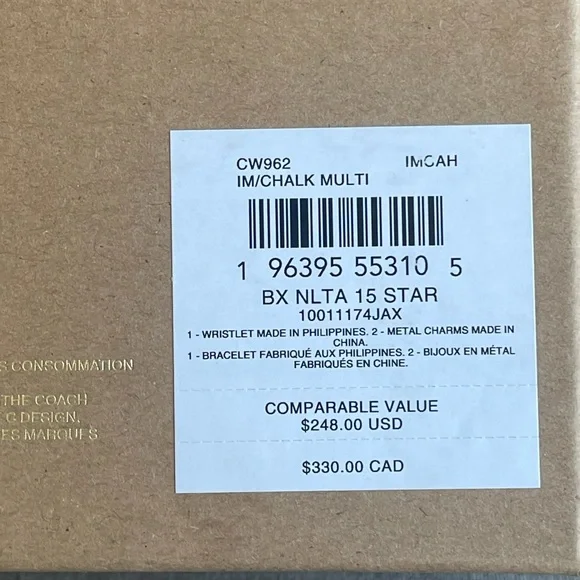 CW962 IMCAH
IM/CHALK MULTI
1 96395 55310 5
BX NLTA 15 STAR
10011174JAX
1 - WRISTLET MADE IN PHILIPPINES. 2 - METAL CHARMS MADE IN
CHINA.
1 - BRACELET FABRIQUÉ AUX PHILIPPINES. 2 - BIJOUX EN MÉTAL
FABRIQUÉS EN CHINE.
COMPARABLE VALUE
$248.00 USD
$330.00 CAD
S CONSOMMATION
THE COACH
C DESIGN,
ES MARQUES